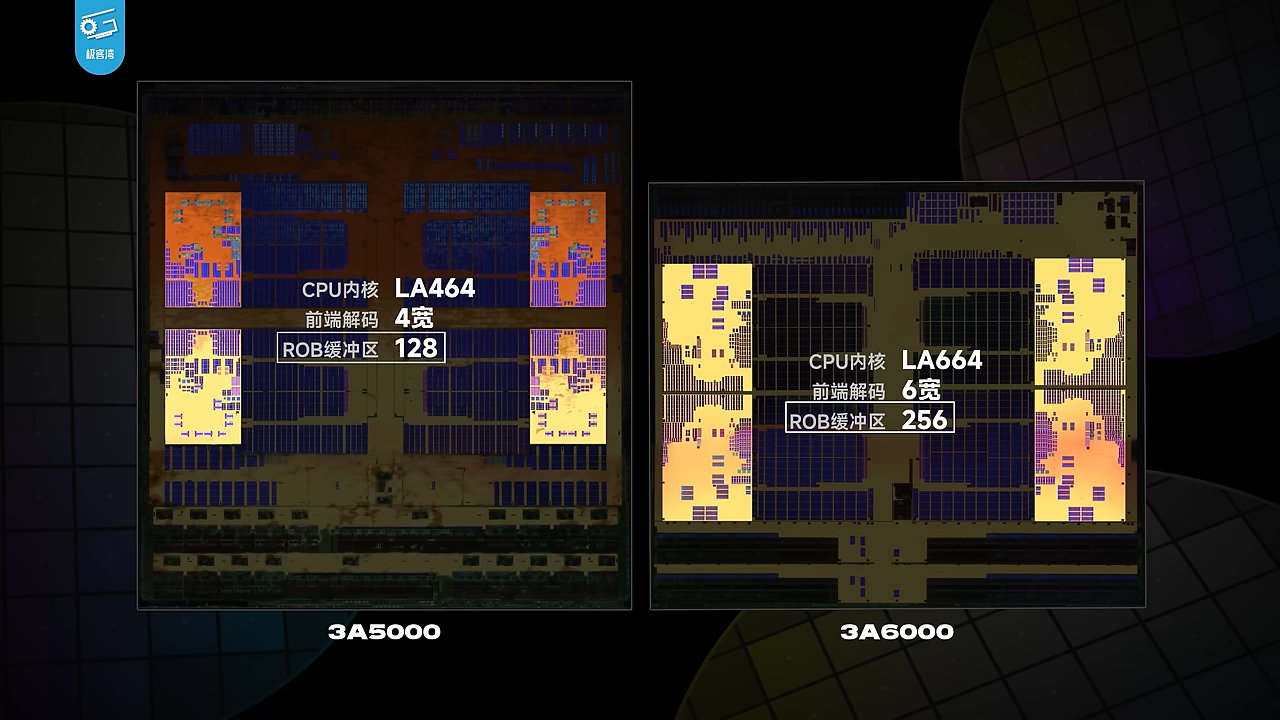 极客湾
CPU内核 LA464
前端解码 4宽
ROB缓冲区 128
CPU内核 LA664
前端解码 6宽
ROB缓冲区 256
3A5000
3A6000